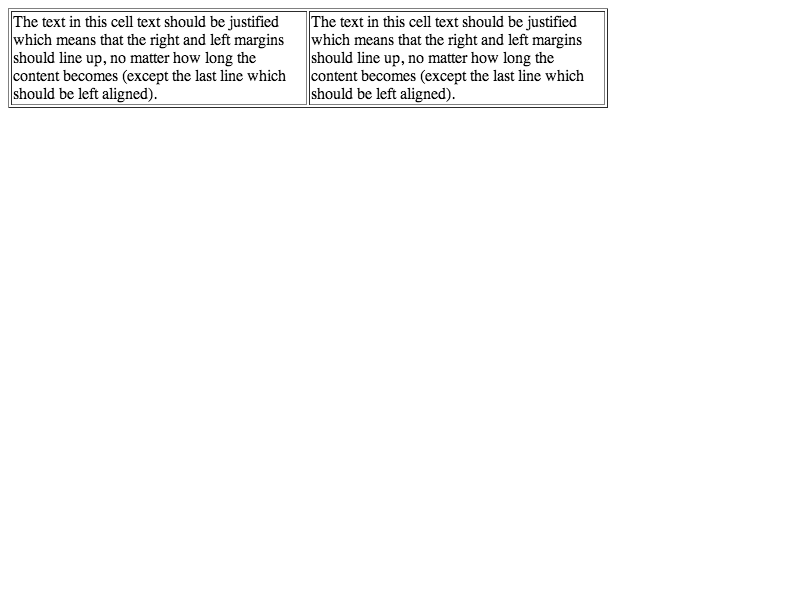 The text in this cell text should be justified
which means that the right and left margins
should line up, no matter how long the
content becomes (except the last line which
should be left aligned).
The text in this cell text should be justified
which means that the right and left margins
should line up, no matter how long the
content becomes (except the last line which
should be left aligned).